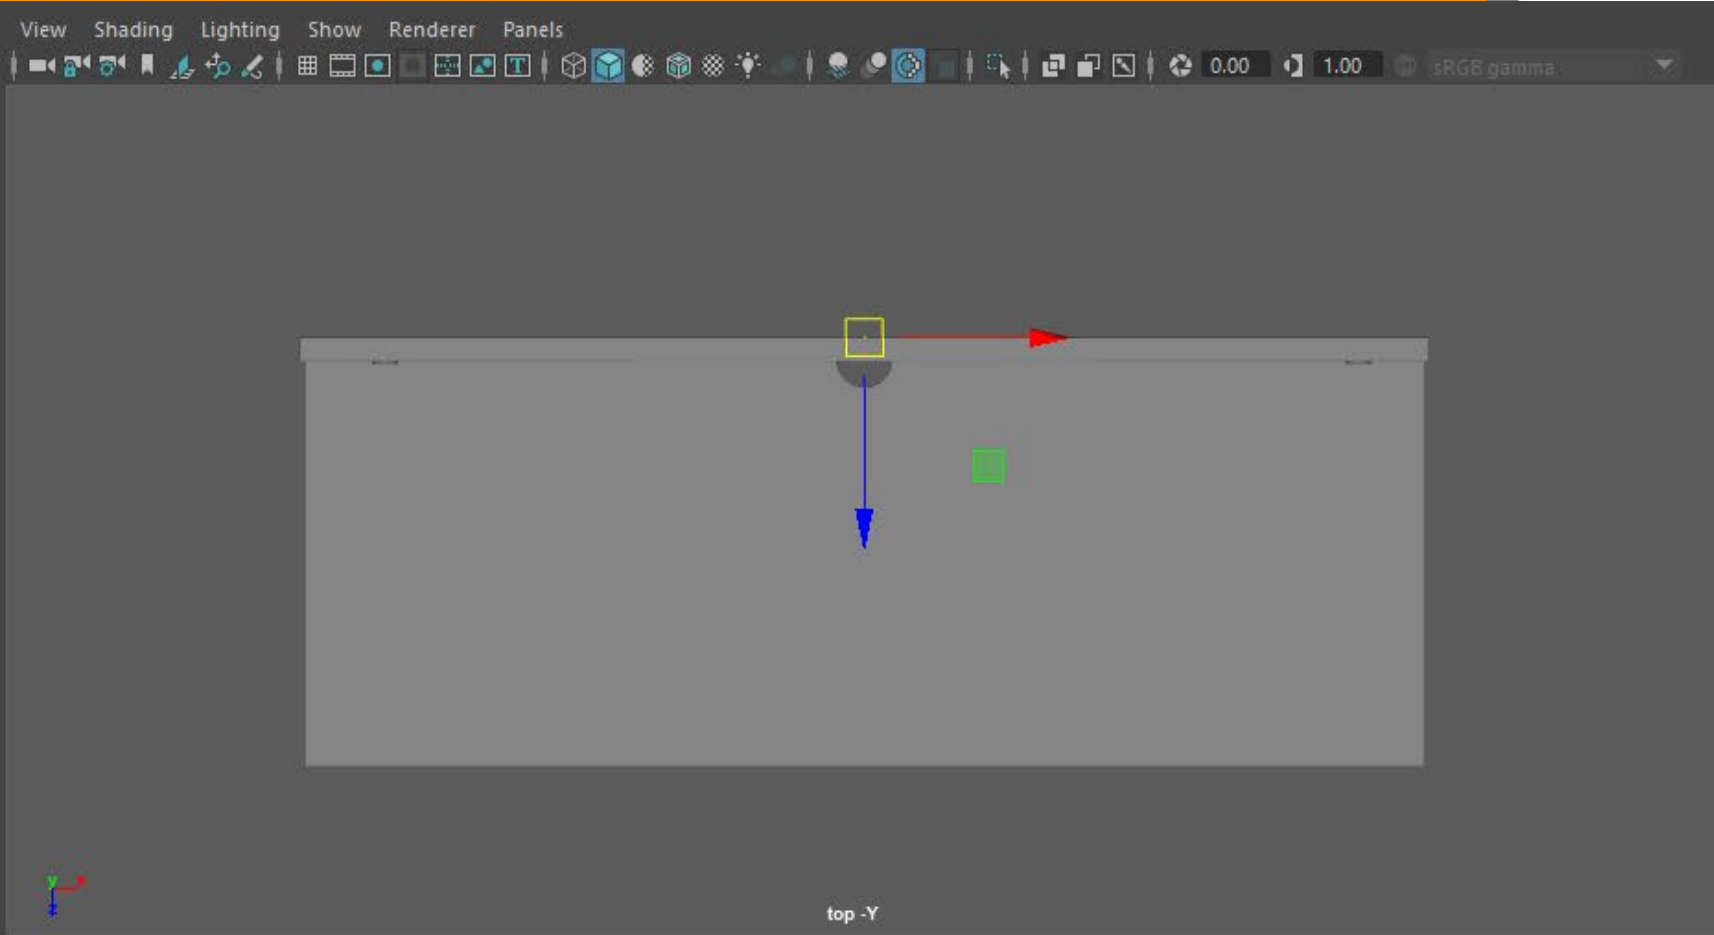 View Shading Lighting Show Renderer Panels
T 0.00 1.00 sRGB gamma
y x
z
top -Y